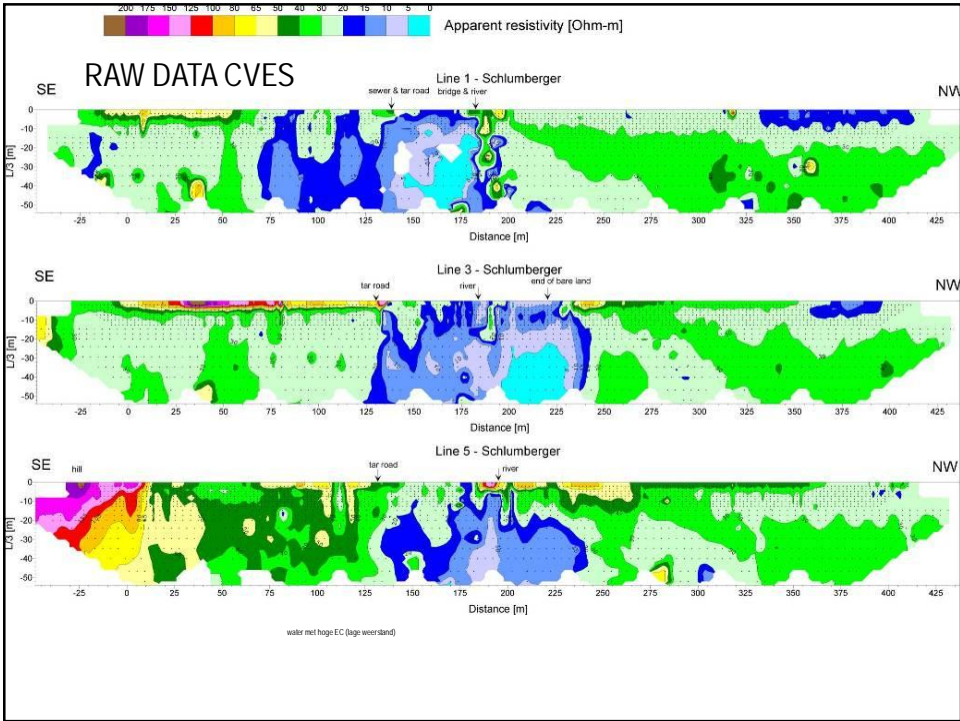 200 175 150 125 100 80 65 50 40 30 20 15 10 5 0
Apparent resistivity [Ohm-m]
RAW DATA CVES
Line 1 - Schlumberger
SE
sewer & tar road
bridge & river
NW
0
-10
-20
-30
-40
-50
L/3 [m]
-25 0 25 50 75 100 125 150 175 200 225 250 275 300 325 350 375 400 425
Distance [m]
Line 3 - Schlumberger
SE
tar road
river
end of bare land
NW
0
-10
-20
-30
-40
-50
L/3 [m]
-25 0 25 50 75 100 125 150 175 200 225 250 275 300 325 350 375 400 425
Distance [m]
Line 5 - Schlumberger
SE
hill
tar road
river
NW
0
-10
-20
-30
-40
-50
L/3 [m]
-25 0 25 50 75 100 125 150 175 200 225 250 275 300 325 350 375 400 425
Distance [m]
water met hoge EC (lage weerstand)